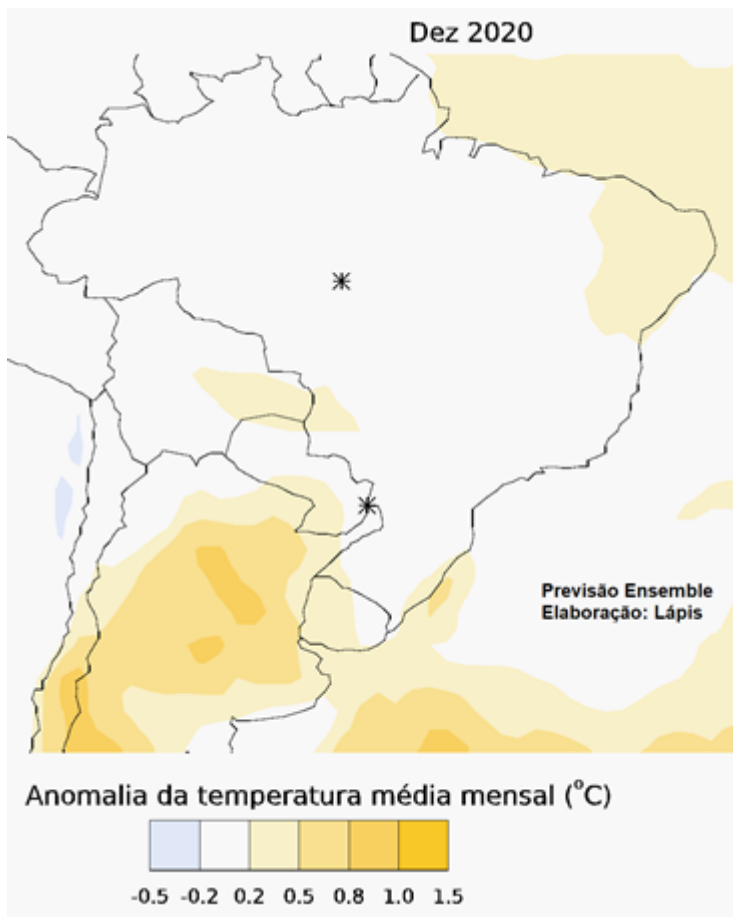 Dez 2020
Previsão Ensemble
Elaboração: Lápis
Anomalia da temperatura média mensal (°C)
-0.5 -0.2 0.2 0.5 0.8 1.0 1.5